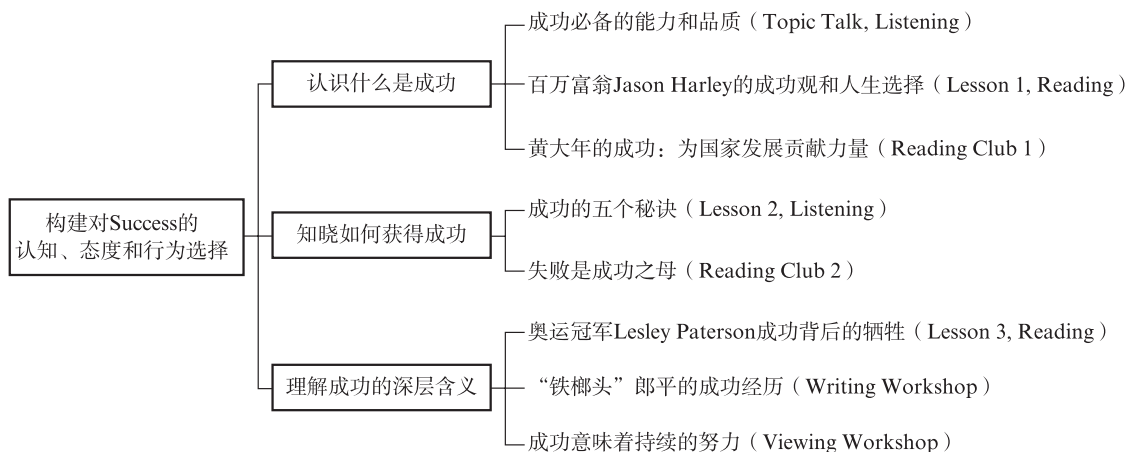 成功必备的能力和品质（Topic Talk, Listening）
认识什么是成功
百万富翁Jason Harley的成功观和人生选择（Lesson 1, Reading）
黄大年的成功：为国家发展贡献力量（Reading Club 1）
构建对Success的
认知、态度和行为选择
成功的五个秘诀（Lesson 2, Listening）
知晓如何获得成功
失败是成功之母（Reading Club 2）
奥运冠军Lesley Paterson成功背后的牺牲（Lesson 3, Reading）
理解成功的深层含义
“铁榔头”郎平的成功经历（Writing Workshop）
成功意味着持续的努力（Viewing Workshop）